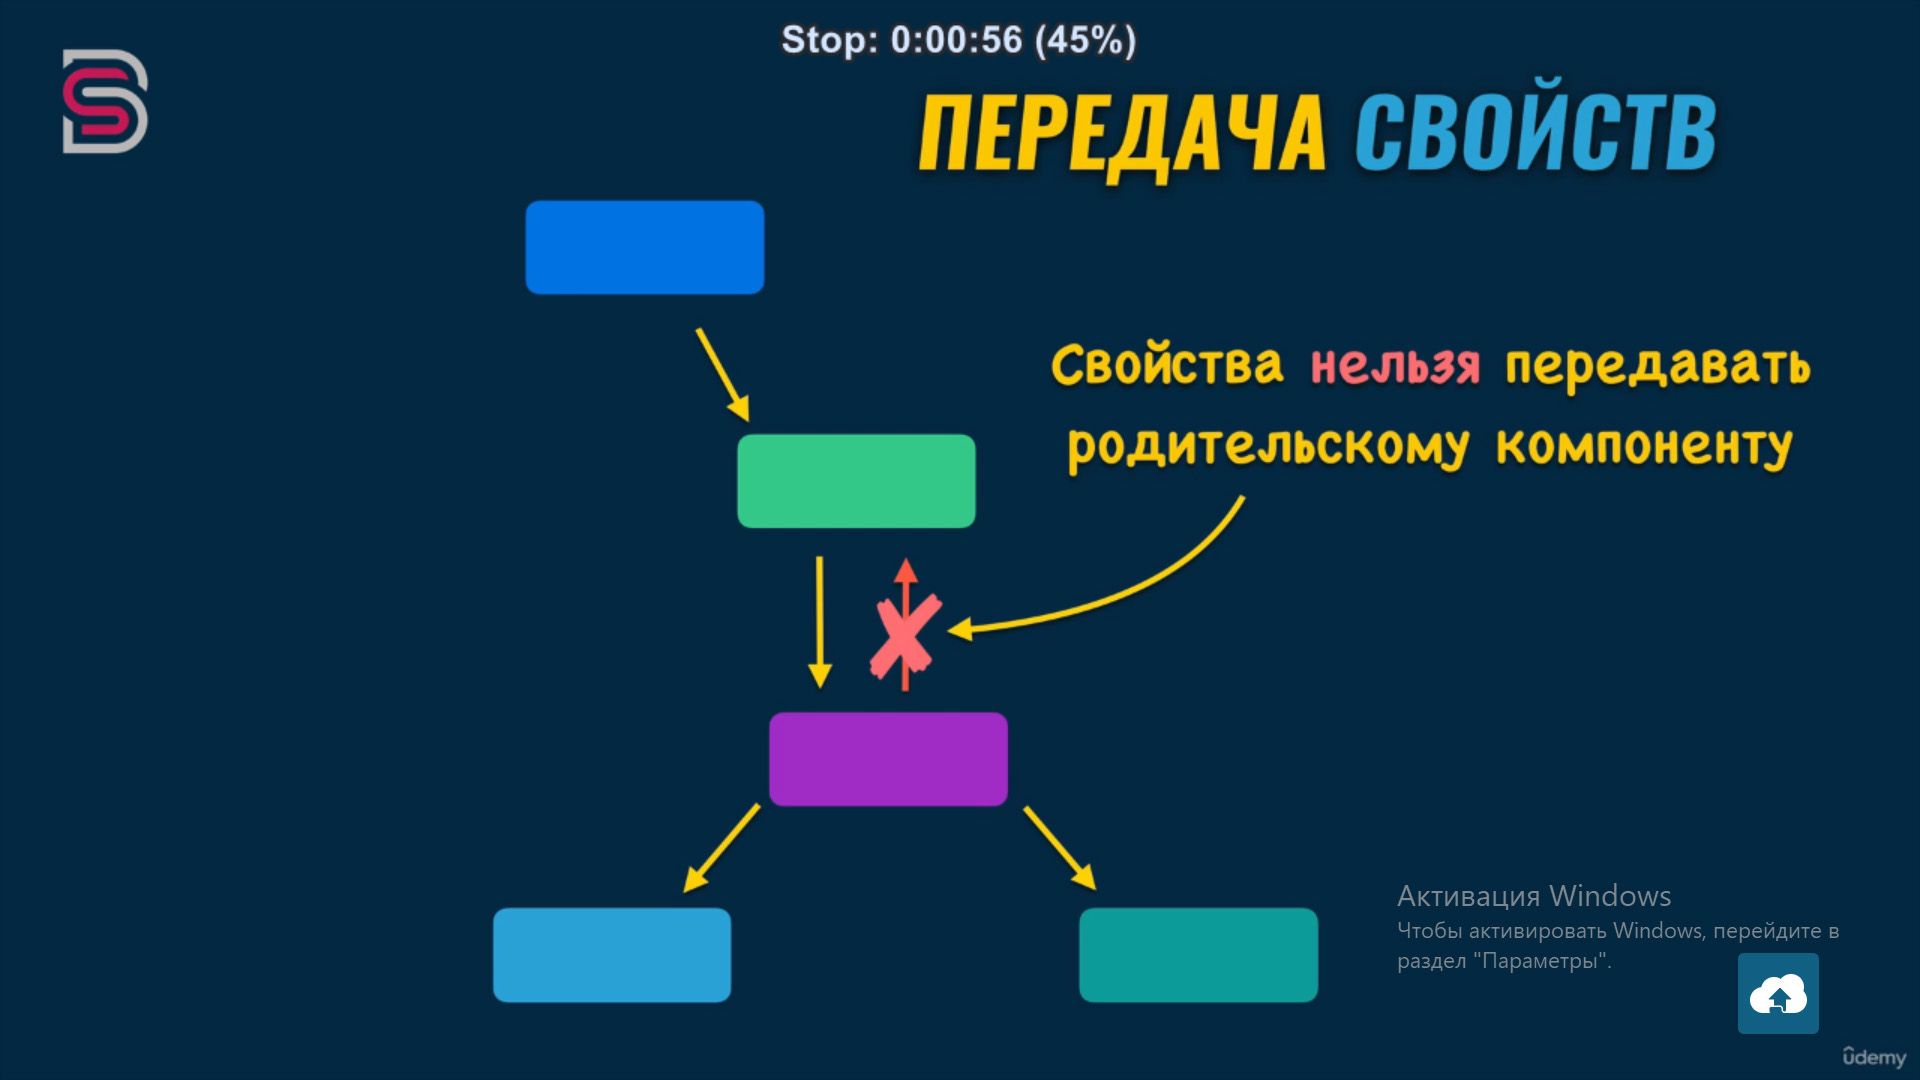 Stop: 0:00:56 (45%)
ПЕРЕДАЧА СВОЙСТВ
Свойства нельзя передавать
родительскому компоненту
Активация Windows
Чтобы активировать Windows, перейдите в
раздел "Параметры".
ûdemy